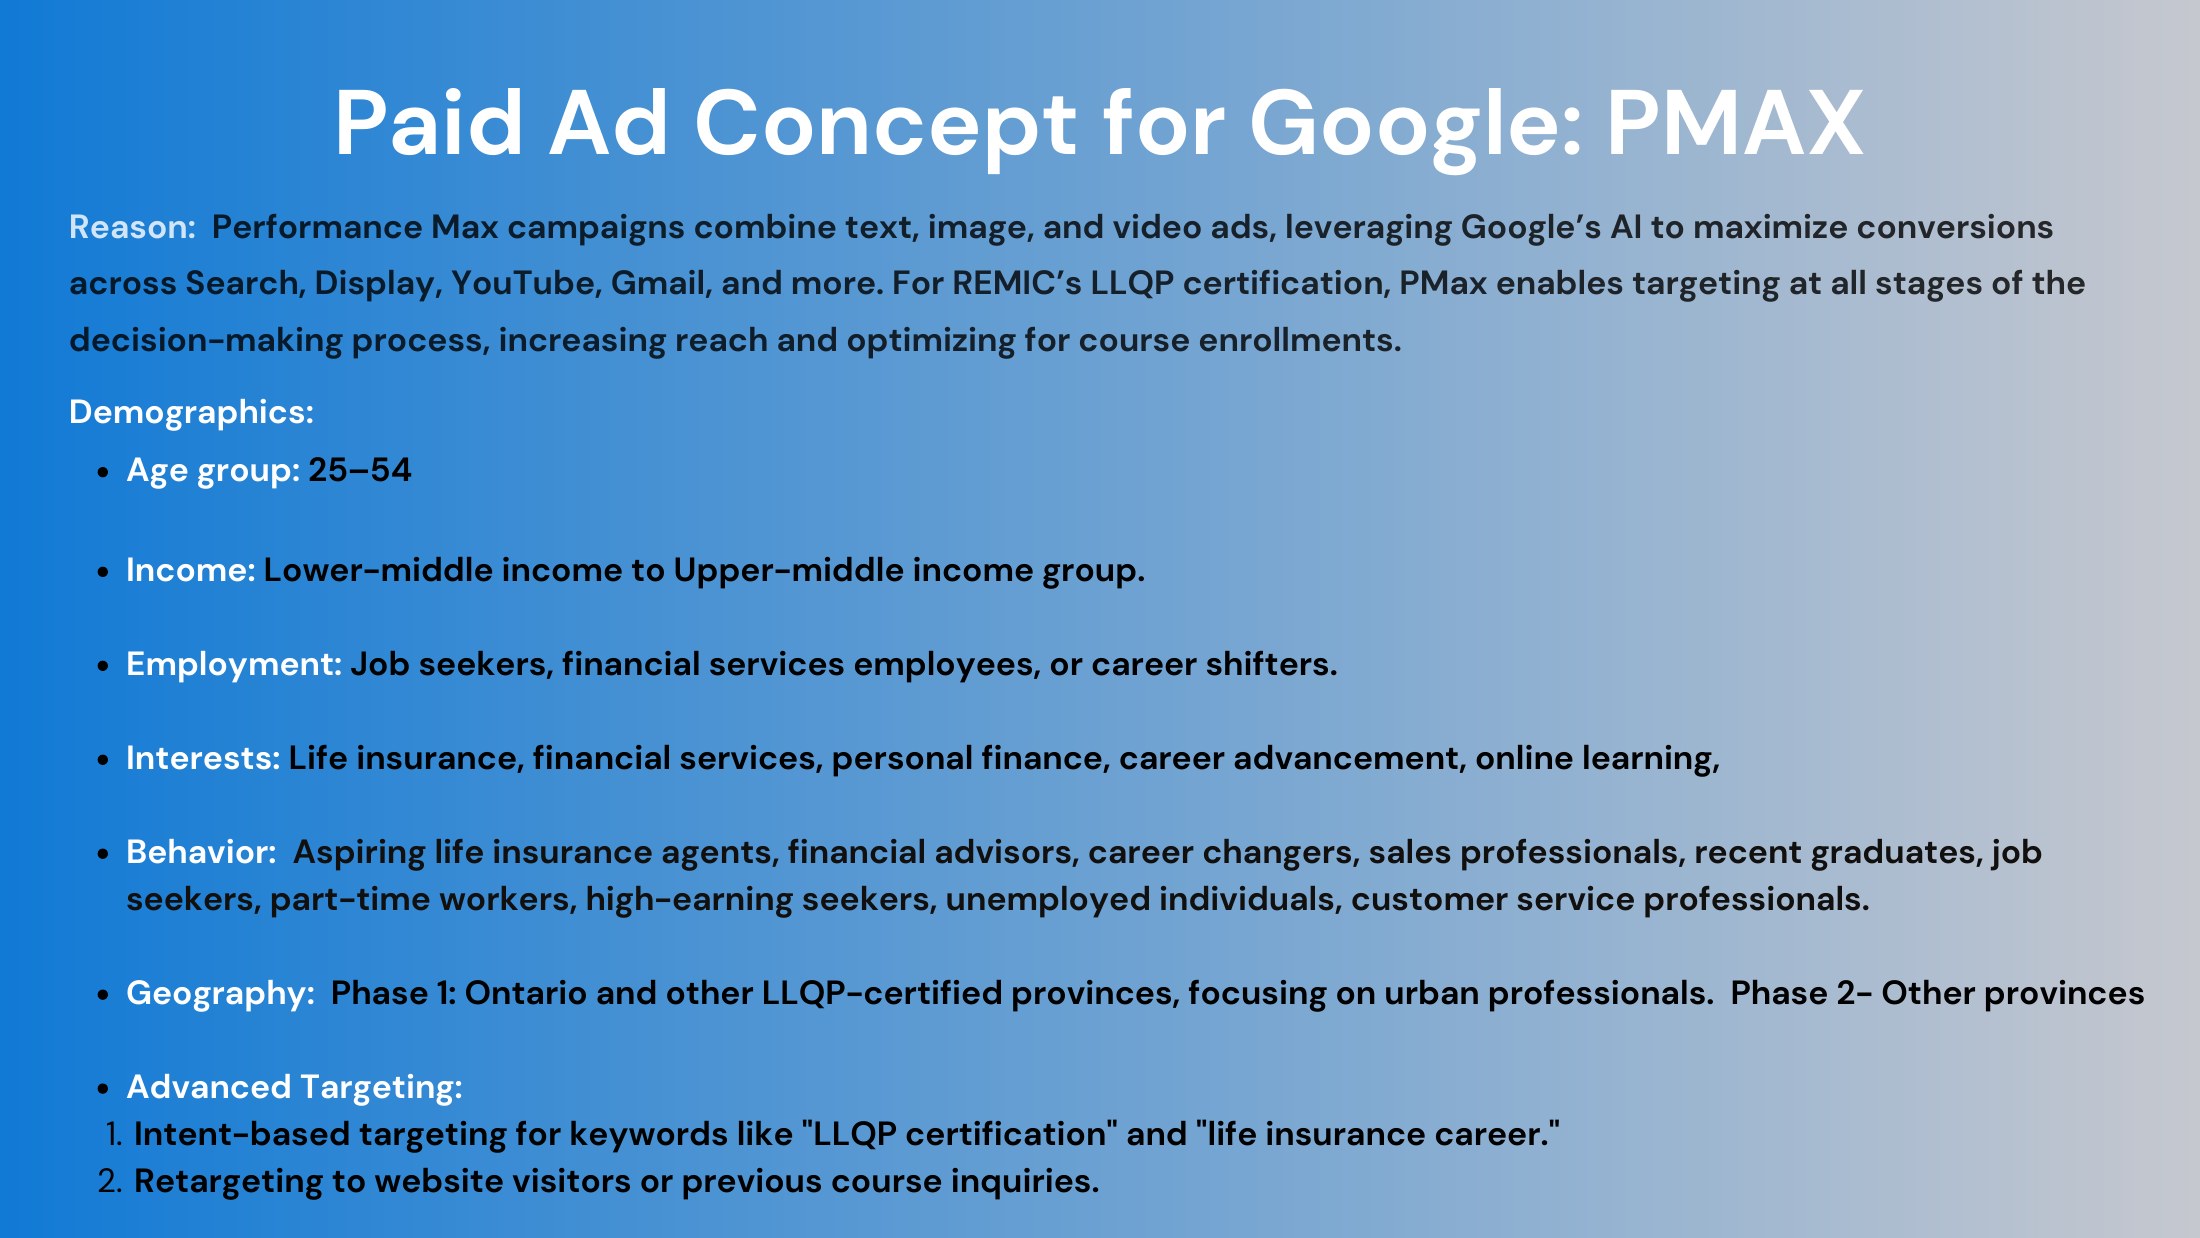 Paid Ad Concept for Google: PMAX
Reason:  Performance Max campaigns combine text, image, and video ads, leveraging Google’s AI to maximize conversions
across Search, Display, YouTube, Gmail, and more. For REMIC’s LLQP certification, PMax enables targeting at all stages of the
decision-making process, increasing reach and optimizing for course enrollments.
Demographics:
• Age group: 25–54
• Income: Lower-middle income to Upper-middle income group.
• Employment: Job seekers, financial services employees, or career shifters.
• Interests: Life insurance, financial services, personal finance, career advancement, online learning,
• Behavior:  Aspiring life insurance agents, financial advisors, career changers, sales professionals, recent graduates, job
seekers, part-time workers, high-earning seekers, unemployed individuals, customer service professionals.
• Geography:  Phase 1: Ontario and other LLQP-certified provinces, focusing on urban professionals.  Phase 2- Other provinces
• Advanced Targeting:
1. Intent-based targeting for keywords like "LLQP certification" and "life insurance career."
2. Retargeting to website visitors or previous course inquiries.